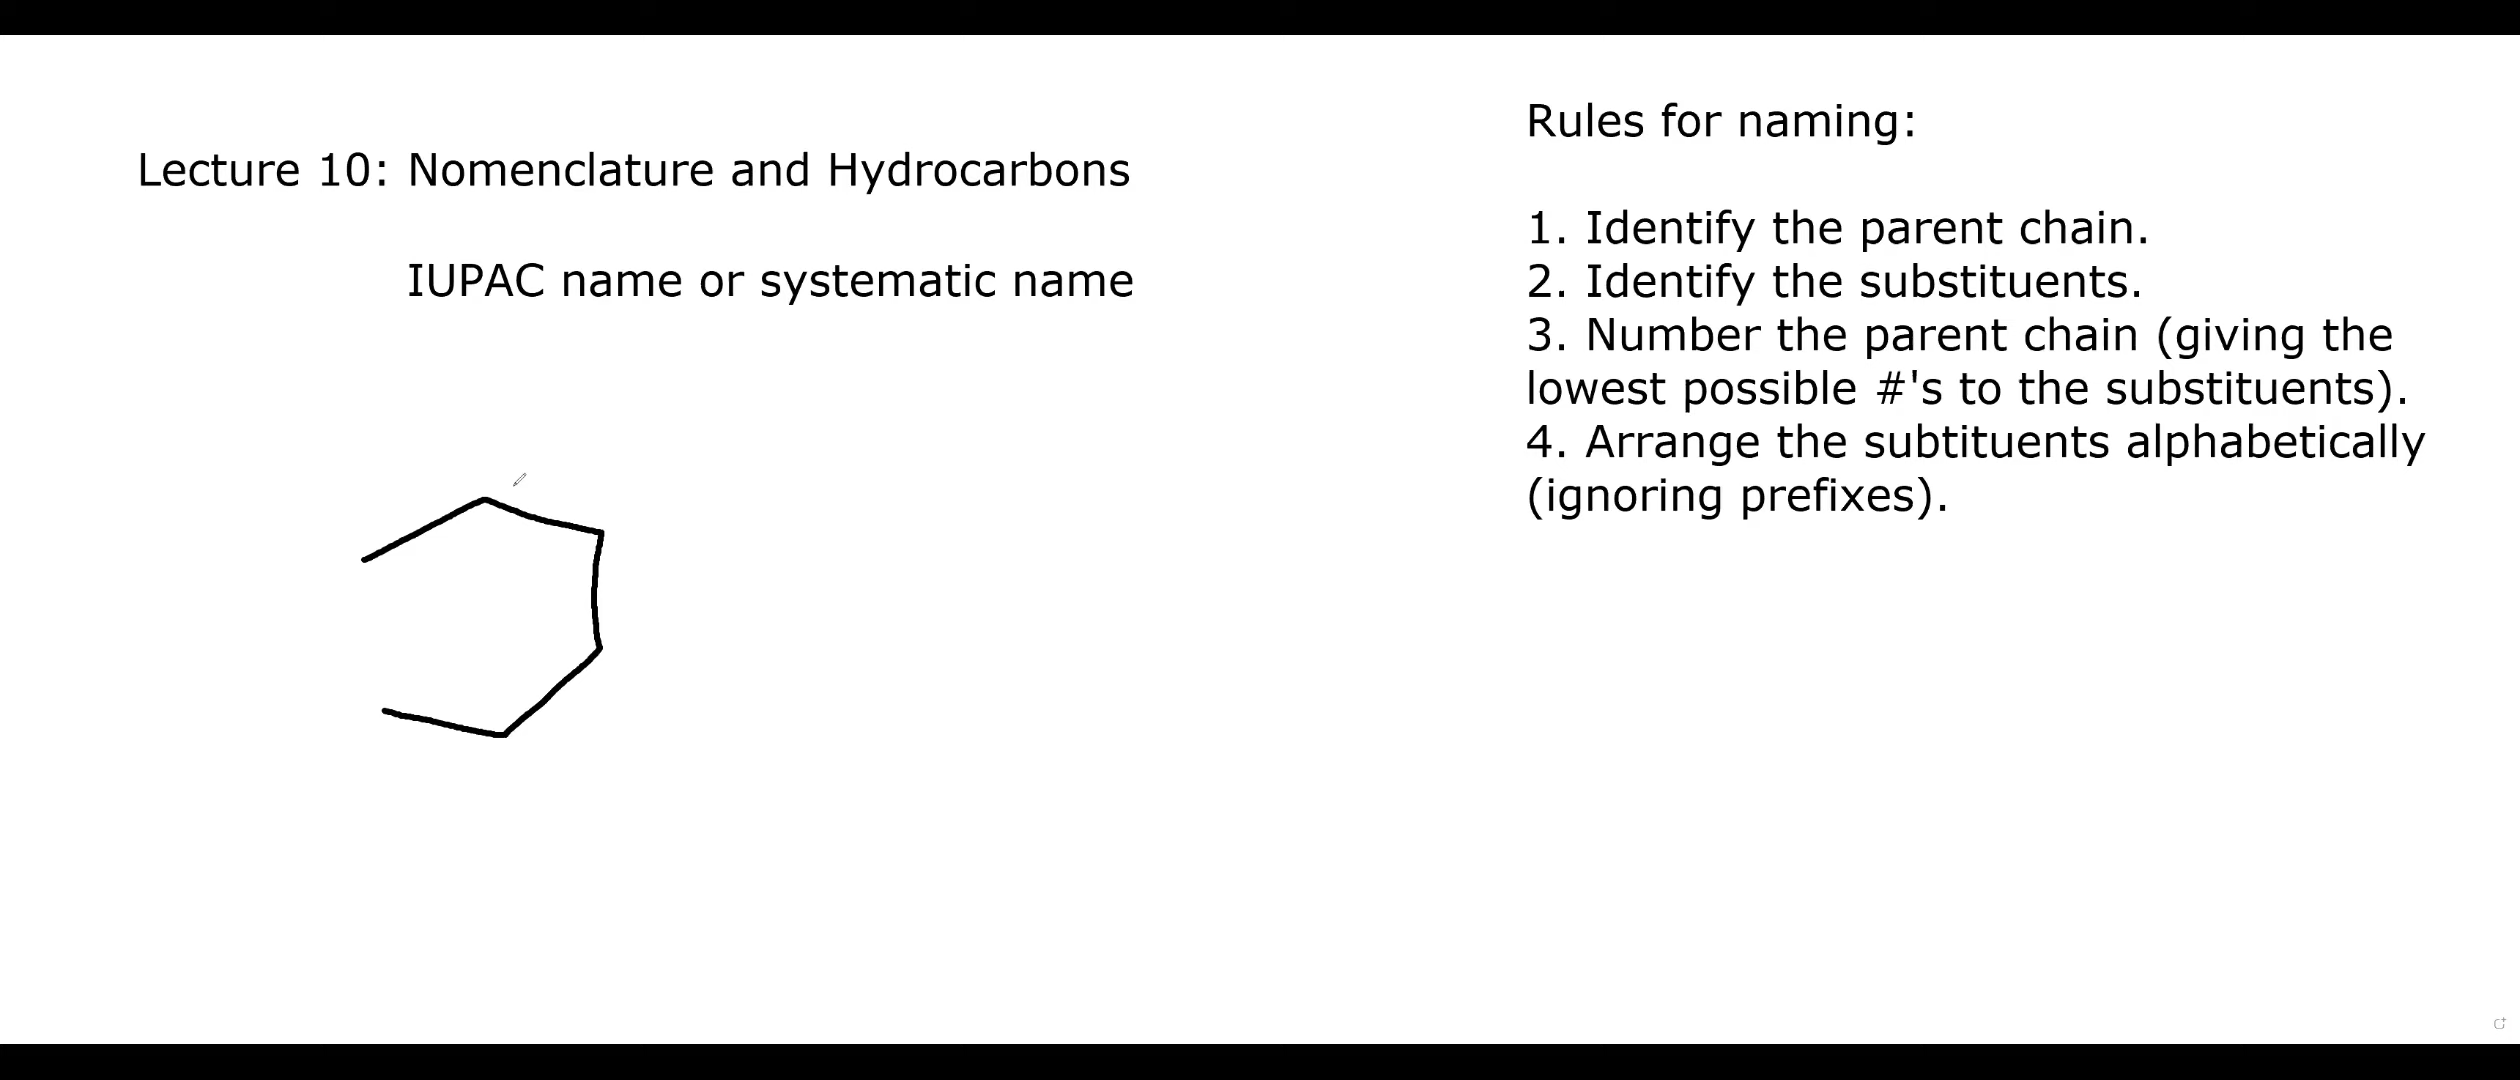 Lecture 10: Nomenclature and Hydrocarbons
IUPAC name or systematic name
Rules for naming:
1. Identify the parent chain.
2. Identify the substituents.
3. Number the parent chain (giving the
lowest possible #'s to the substituents).
4. Arrange the subtituents alphabetically
(ignoring prefixes).